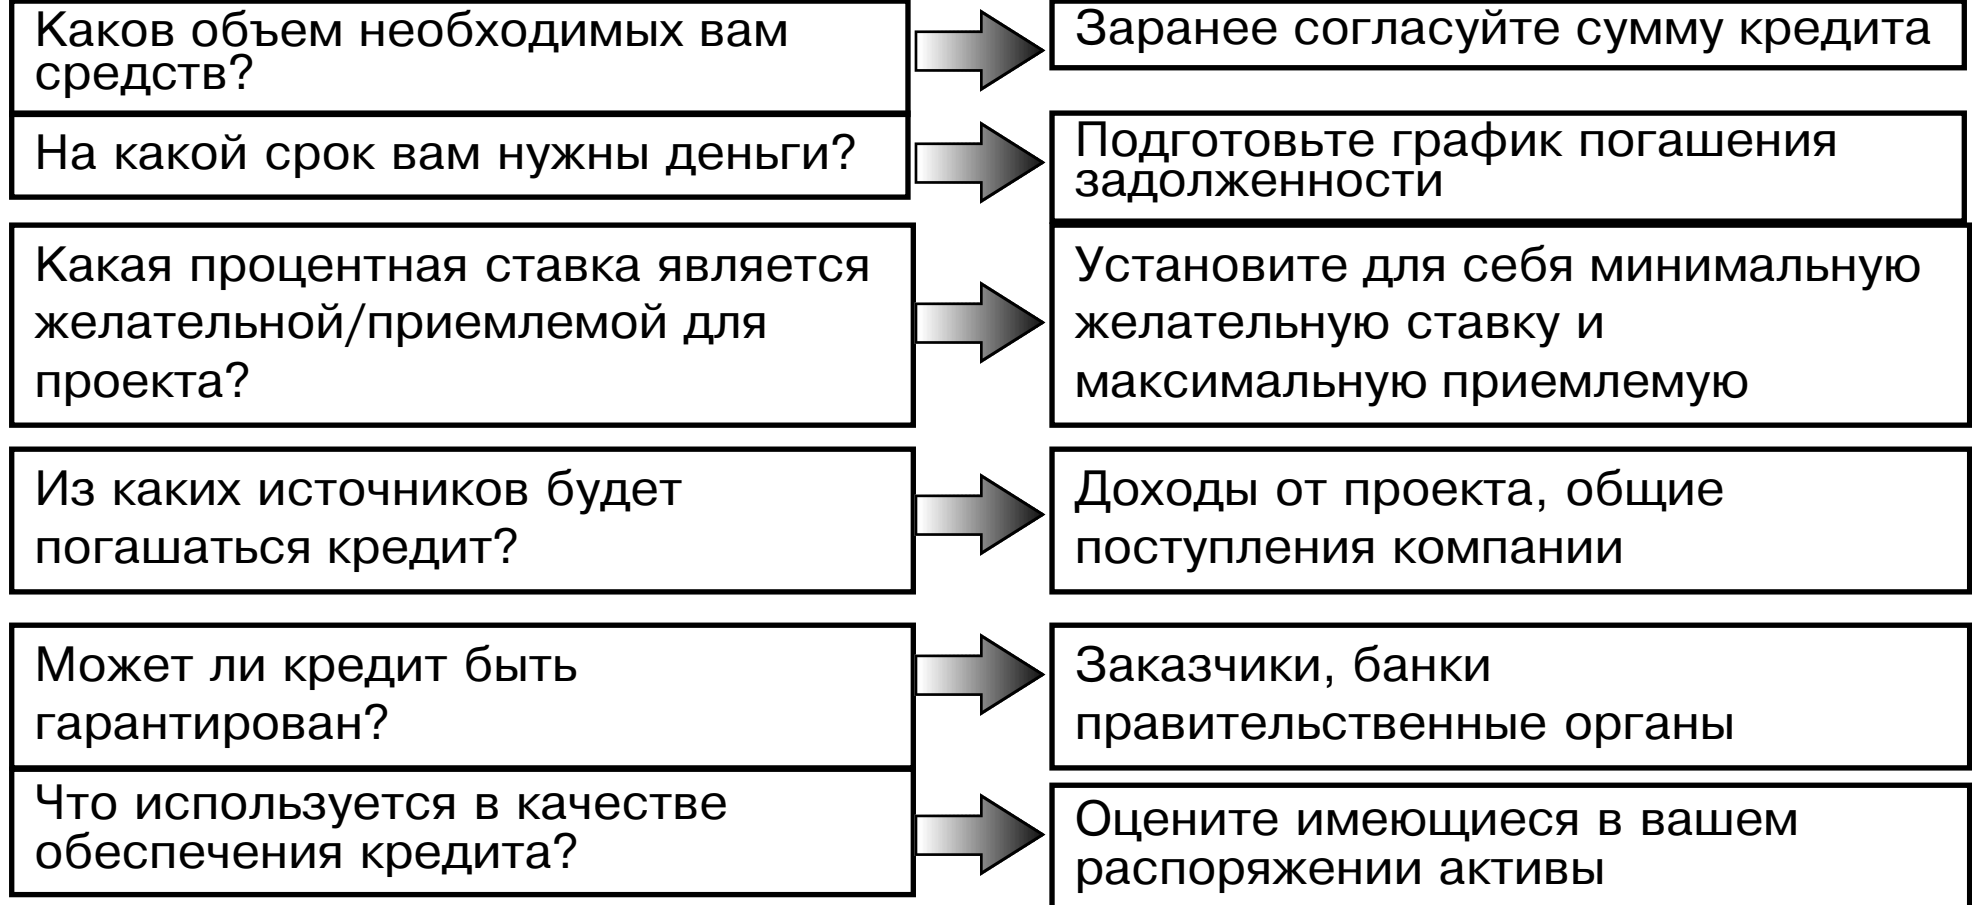 Каков объем необходимых вам
средств?
Заранее согласуйте сумму кредита
На какой срок вам нужны деньги?
Подготовьте график погашения
задолженности
Какая процентная ставка является
желательной/приемлемой для
проекта?
Установите для себя минимальную
желательную ставку и
максимальную приемлемую
Из каких источников будет
погашаться кредит?
Доходы от проекта, общие
поступления компании
Может ли кредит быть
гарантирован?
Заказчики, банки
правительственные органы
Что используется в качестве
обеспечения кредита?
Оцените имеющиеся в вашем
распоряжении активы